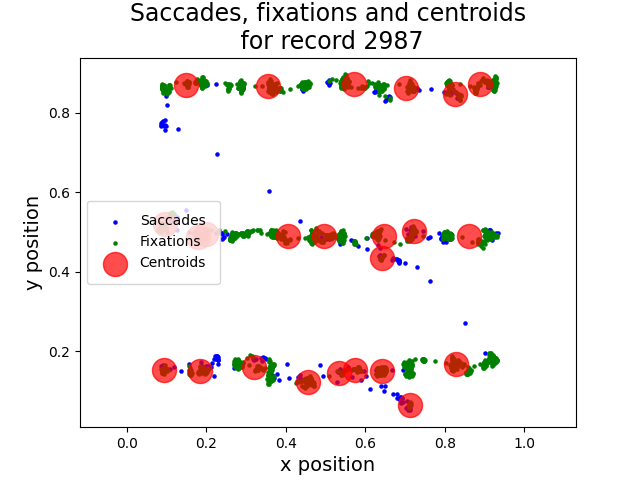 Saccades, fixations and centroids
for record 2987
y position
0.8
0.6
0.4
0.2
Saccades
Fixations
Centroids
0.0 0.2 0.4 0.6 0.8 1.0
x position